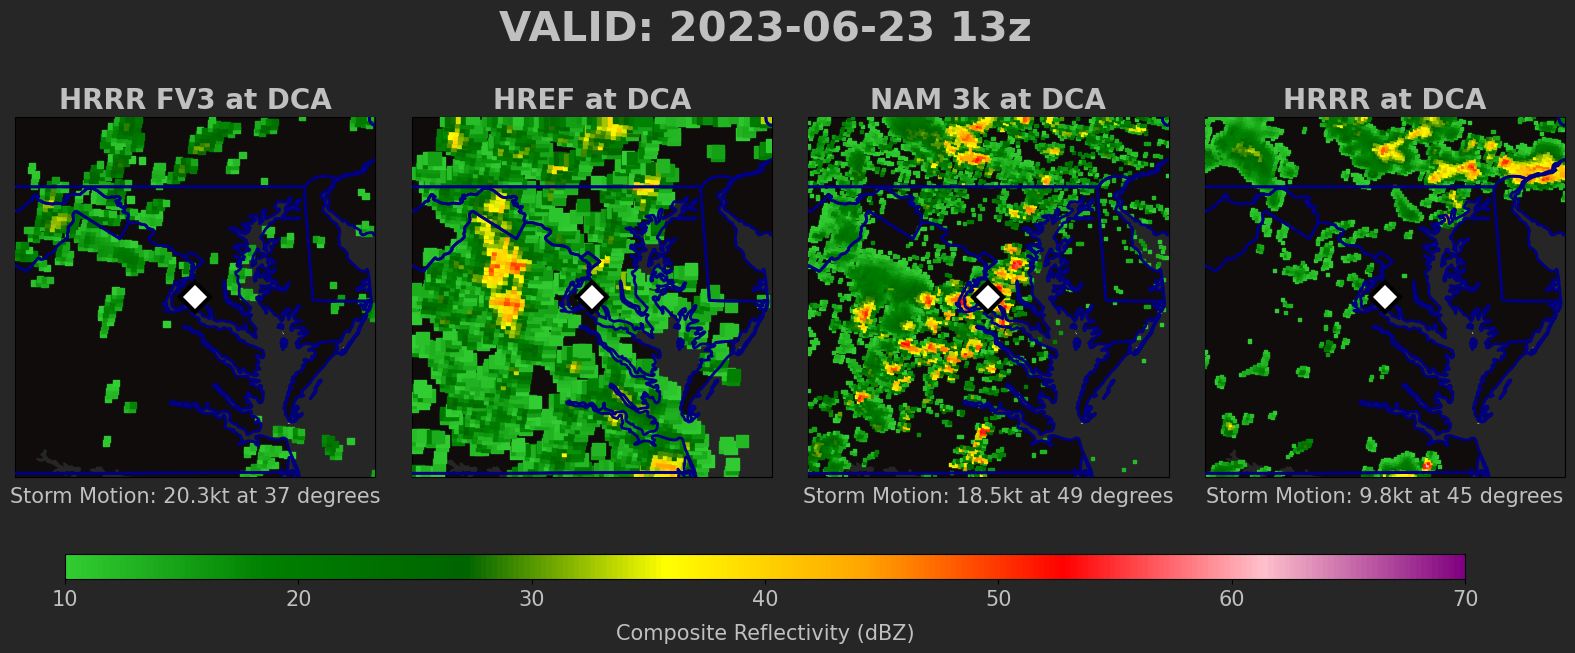 VALID: 2023-06-23 13z
HRRR FV3 at DCA
HREF at DCA
NAM 3k at DCA
HRRR at DCA
Storm Motion: 20.3kt at 37 degrees
Storm Motion: 18.5kt at 49 degrees
Storm Motion: 9.8kt at 45 degrees
10 20 30 40 50 60 70
Composite Reflectivity (dBZ)